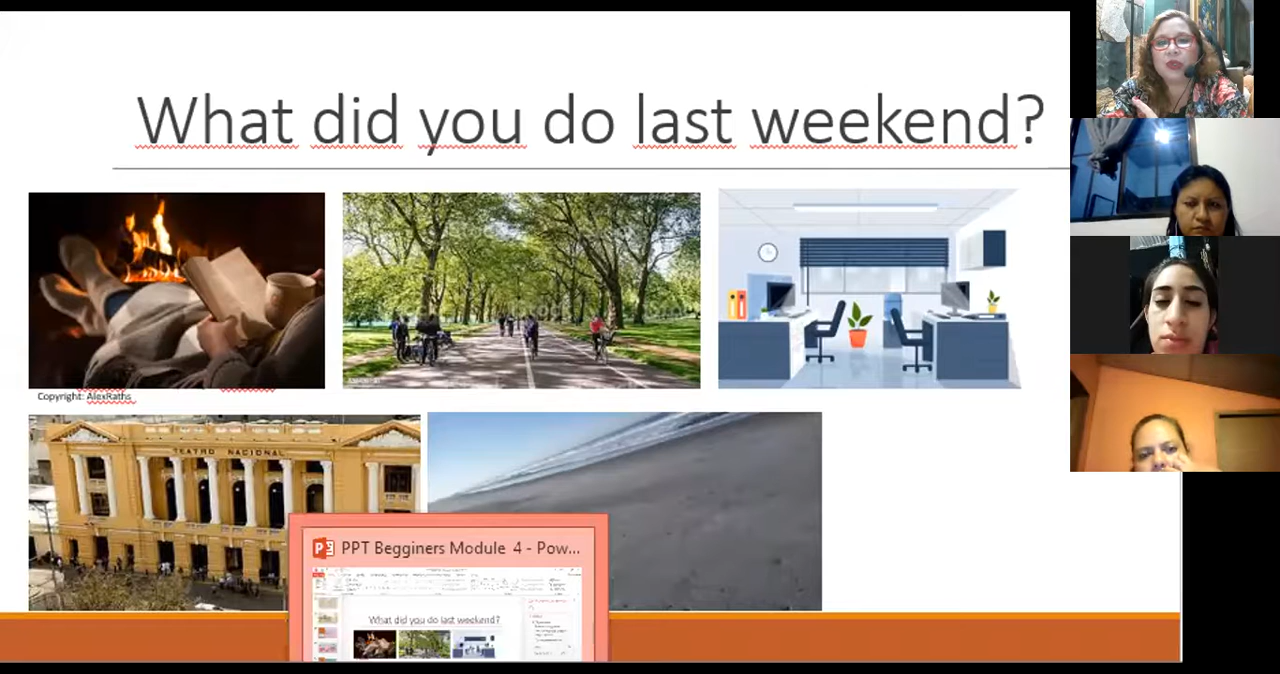 What did you do last weekend?
Copyright: AlexRaths
TEATRO NACIONAL
PPT Begginers Module 4 - Pow...
What did you do last weekend?